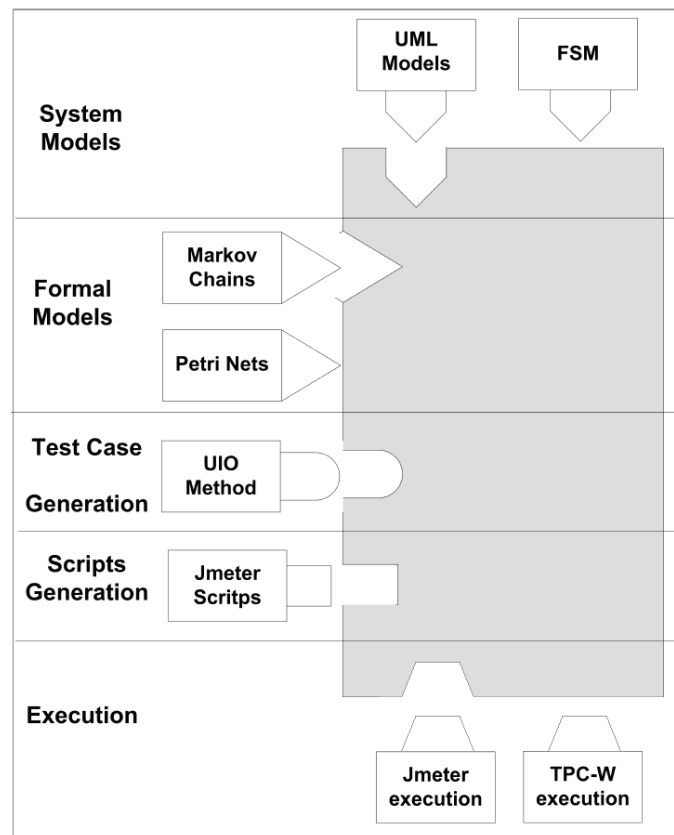 UML
Models
FSM
System
Models
Markov
Chains
Formal
Models
Petri Nets
Test Case
Generation
UIO
Method
Scripts
Generation
Jmeter
Scritps
Execution
Jmeter
execution
TPC-W
execution